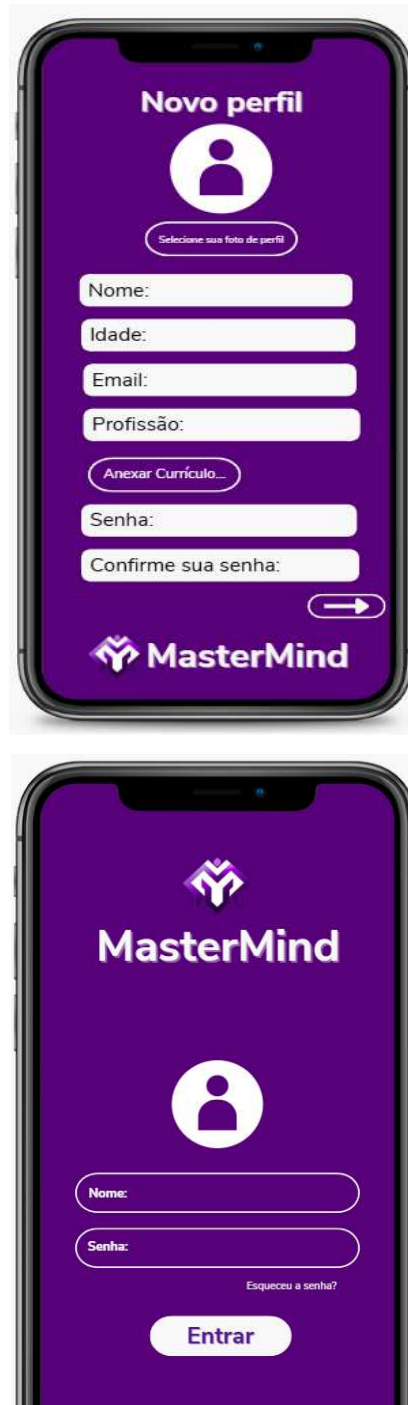 Novo perfil
Selecione sua foto de perfil
Nome:
Idade:
Email:
Profissão:
Anexar Currículo...
Senha:
Confirme sua senha:
MasterMind
MasterMind
Nome:
Senha:
Esqueceu a senha?
Entrar